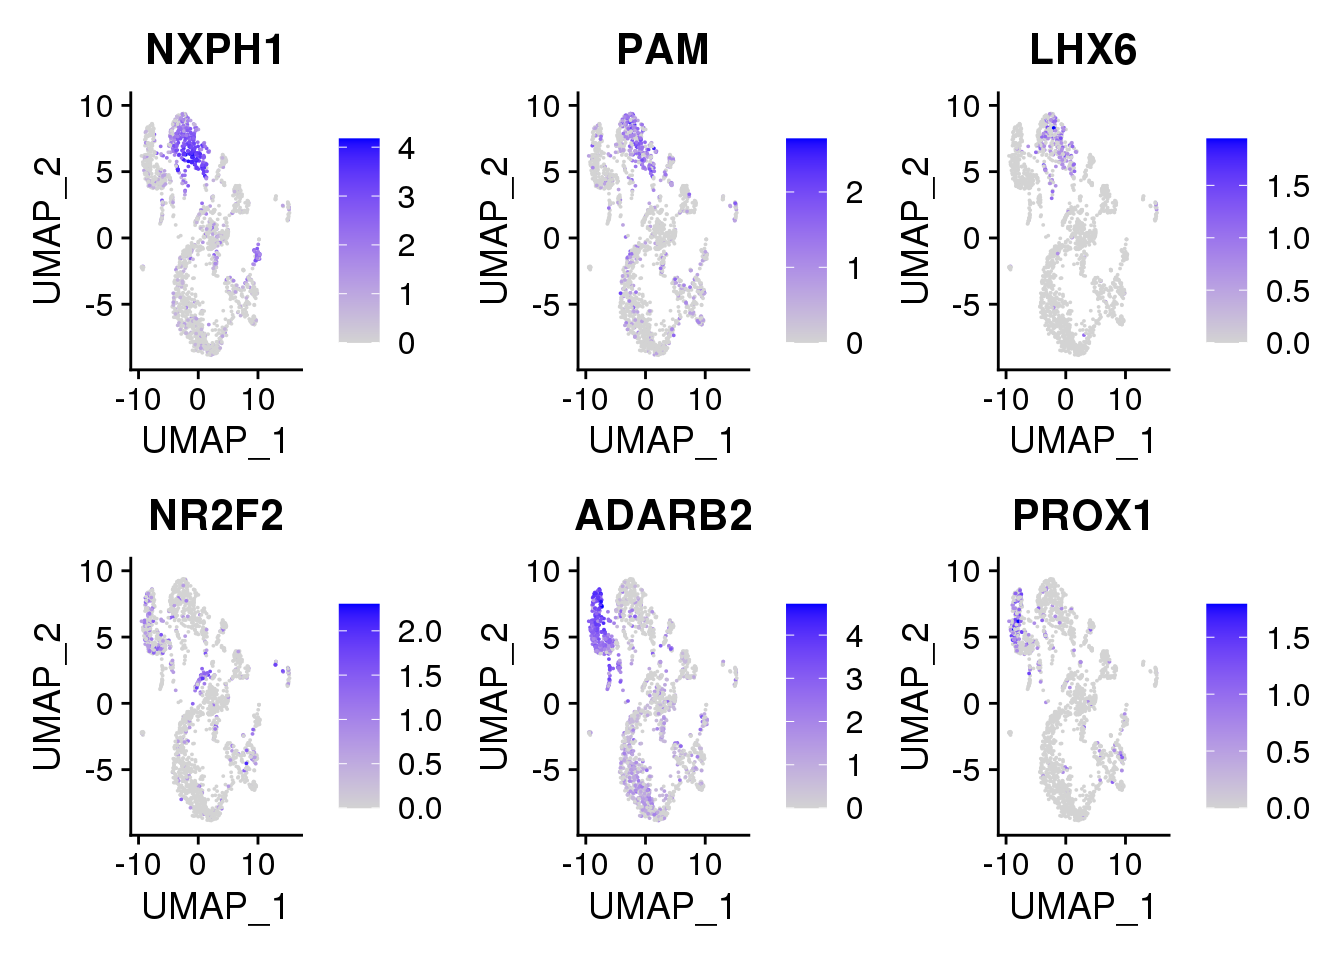 NXPH1 PAM LHX6
10 10 10
5 5 5
0 0 0
-5 -5 -5
-10 0 10 -10 0 10 -10 0 10
UMAP_1 UMAP_1 UMAP_1
UMAP_2 UMAP_2 UMAP_2
4 3 2 1 0
2 1 0
1.5 1.0 0.5 0.0
NR2F2 ADARB2 PROX1
10 10 10
5 5 5
0 0 0
-5 -5 -5
-10 0 10 -10 0 10 -10 0 10
UMAP_1 UMAP_1 UMAP_1
UMAP_2 UMAP_2 UMAP_2
2.0 1.5 1.0 0.5 0.0
4 3 2 1 0
1.5 1.0 0.5 0.0